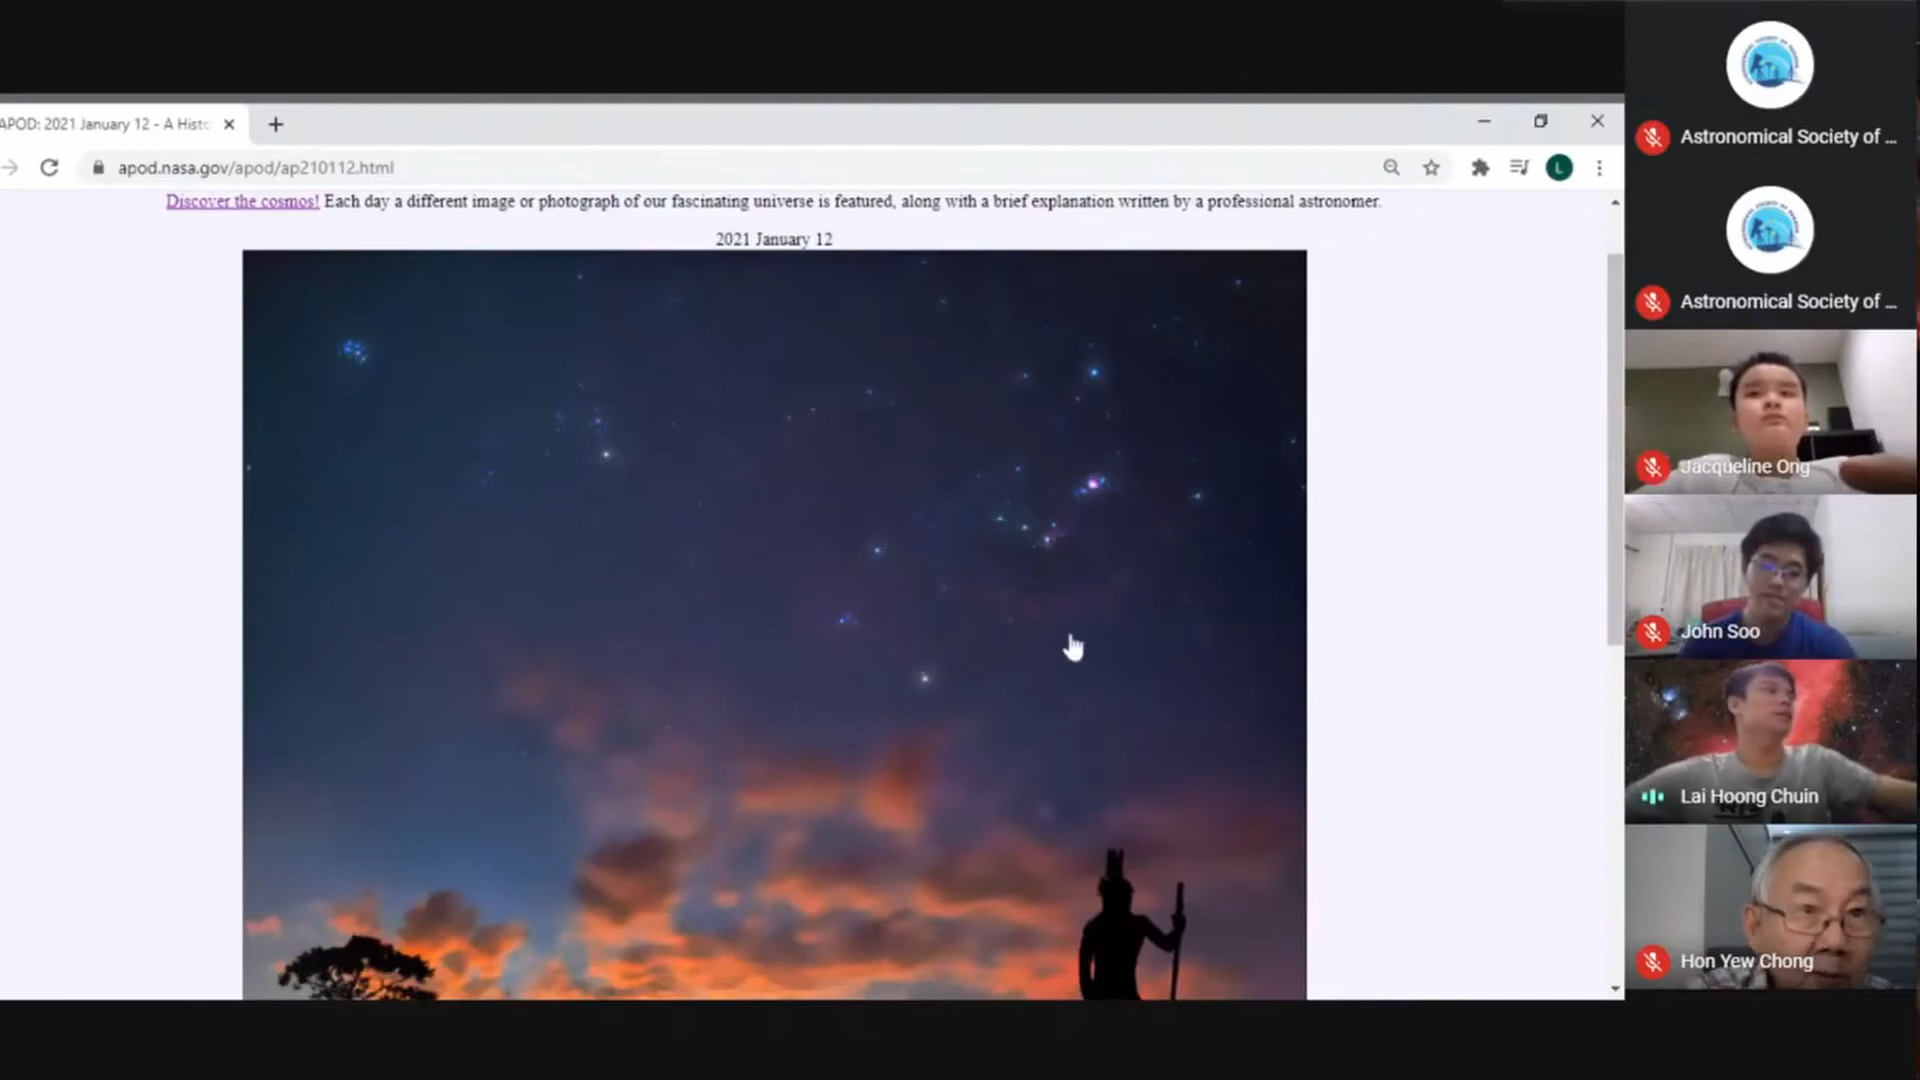 APOD: 2021 January 12 - A Histo
apod.nasa.gov/apod/ap210112.html
L
Discover the cosmos! Each day a different image or photograph of our fascinating universe is featured, along with a brief explanation written by a professional astronomer.
2021 January 12
Astronomical Society of ...
Astronomical Society of ...
Jacqueline Ong
John Soo
Lai Hoong Chuin
Hon Yew Chong